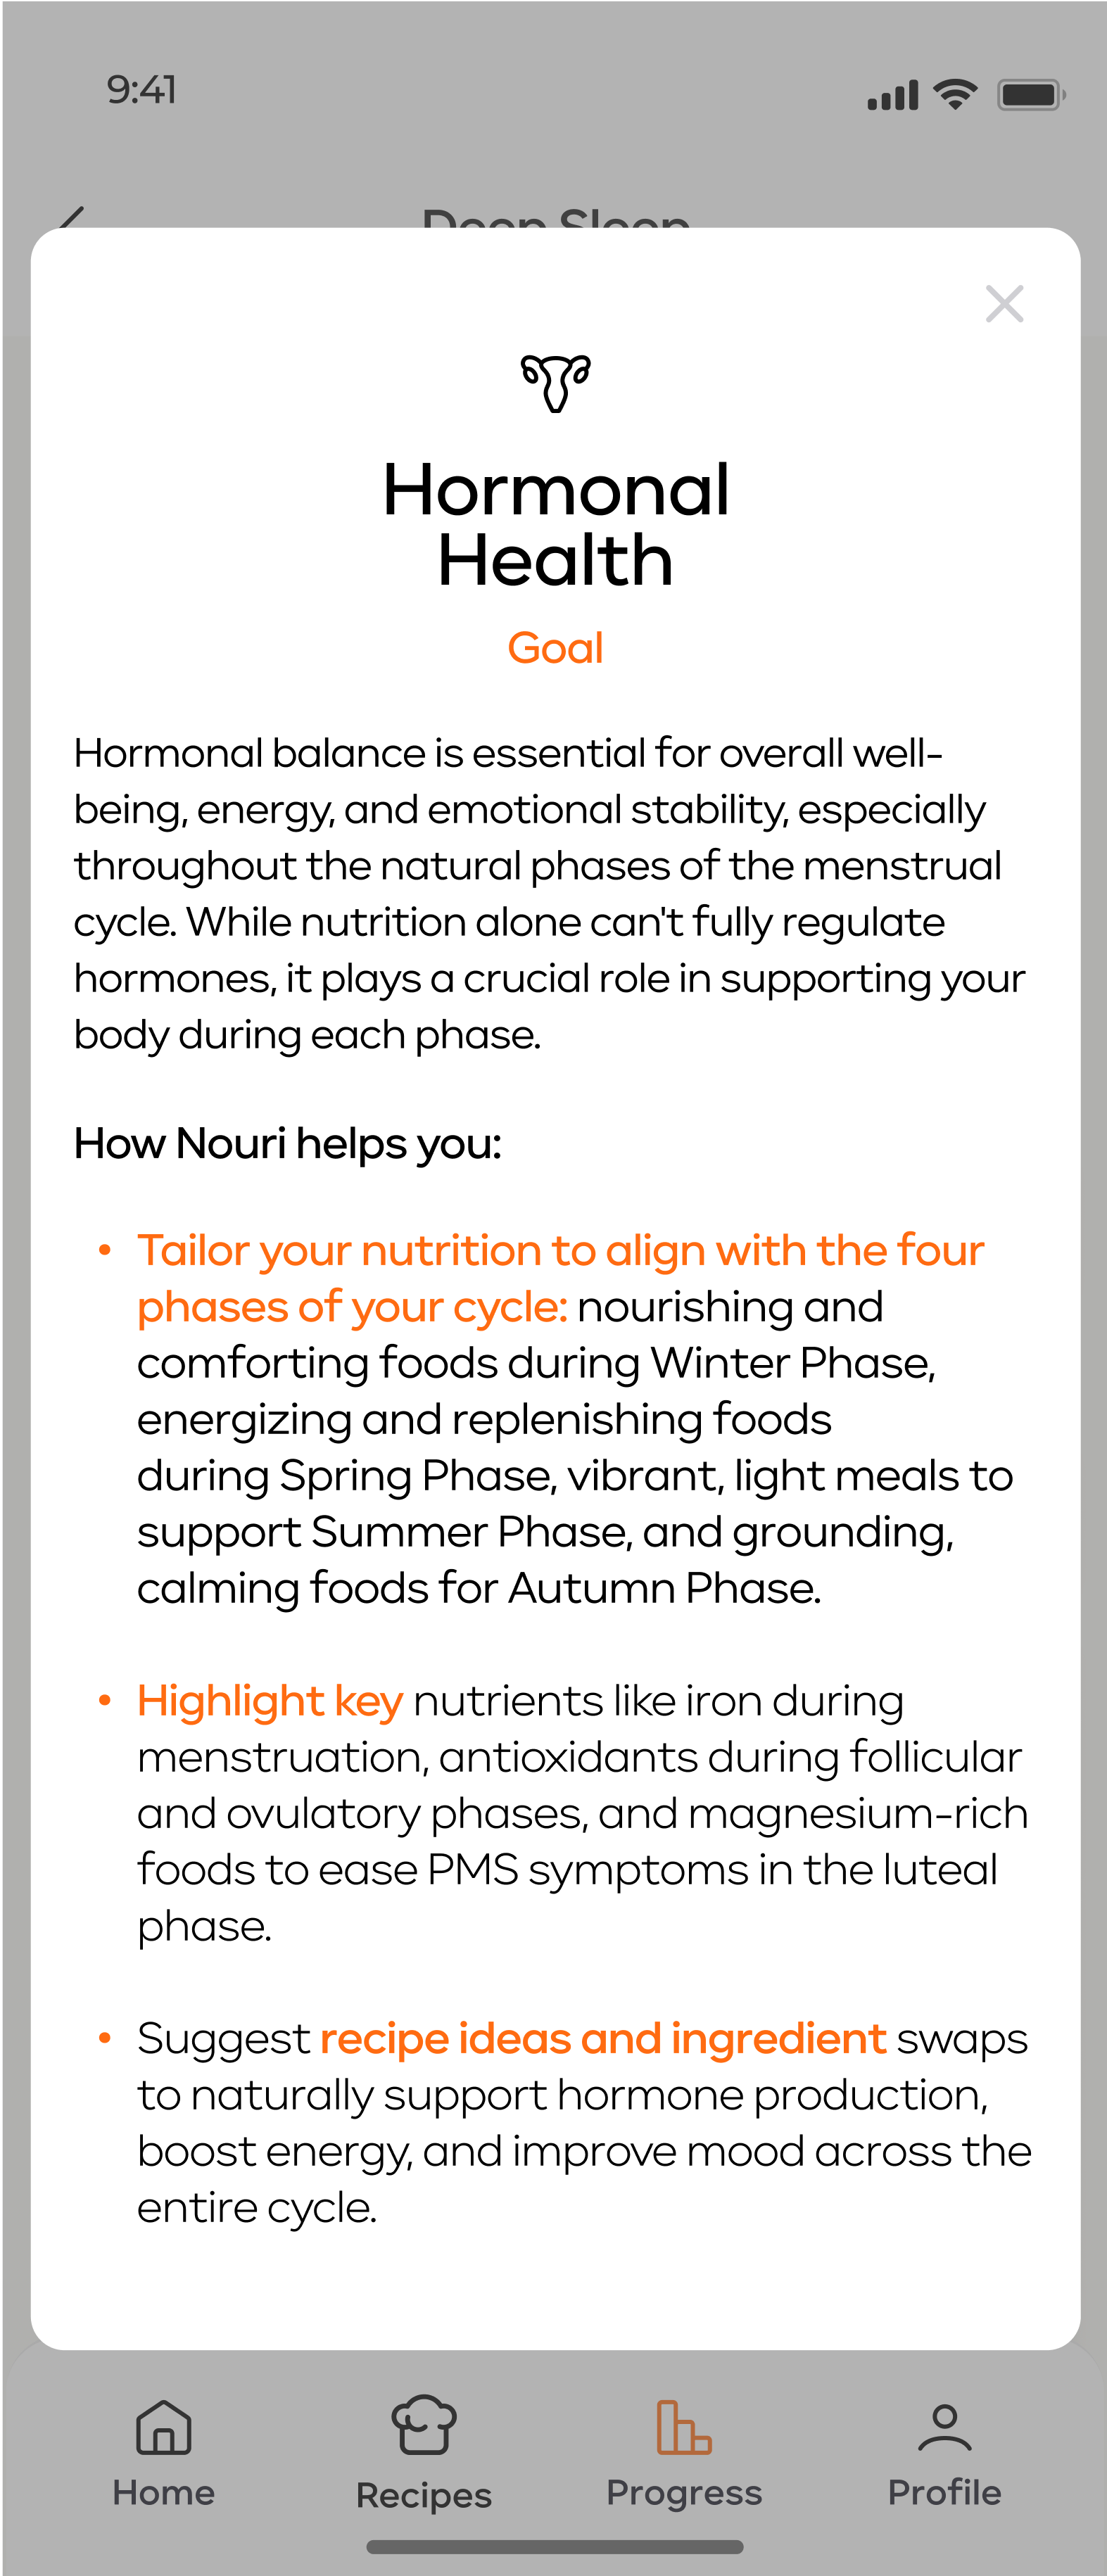 9:41
Deep Sleep
Hormonal
Health
Goal
Hormonal balance is essential for overall well-
being, energy, and emotional stability, especially
throughout the natural phases of the menstrual
cycle. While nutrition alone can't fully regulate
hormones, it plays a crucial role in supporting your
body during each phase.
How Nouri helps you:
• Tailor your nutrition to align with the four
phases of your cycle: nourishing and
comforting foods during Winter Phase,
energizing and replenishing foods
during Spring Phase, vibrant, light meals to
support Summer Phase, and grounding,
calming foods for Autumn Phase.
• Highlight key nutrients like iron during
menstruation, antioxidants during follicular
and ovulatory phases, and magnesium-rich
foods to ease PMS symptoms in the luteal
phase.
• Suggest recipe ideas and ingredient swaps
to naturally support hormone production,
boost energy, and improve mood across the
entire cycle.
Home
Recipes
Progress
Profile